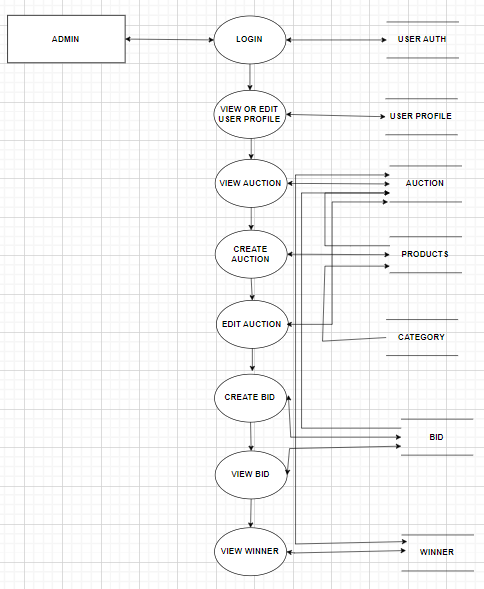 ADMIN
LOGIN
USER AUTH
VIEW OR EDIT
USER PROFILE
USER PROFILE
VIEW AUCTION
AUCTION
CREATE
AUCTION
PRODUCTS
EDIT AUCTION
CATEGORY
CREATE BID
BID
VIEW BID
VIEW WINNER
WINNER